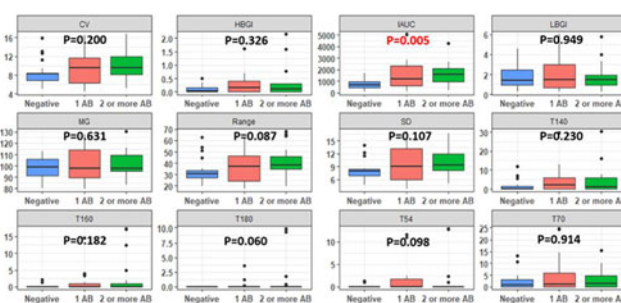 CV HBGI IAUC LBGI
16 12 8 4 P=0.200 2.0 1.5 1.0 0.5 0.0 P=0.326 5000 4000 3000 2000 1000 0 P=0.005 6 4 2 0 P=0.949
Negative 1 AB 2 or more AB Negative 1 AB 2 or more AB Negative 1 AB 2 or more AB Negative 1 AB 2 or more AB
MG Range SD T140
130 120 110 100 90 80 P=0.631 70 60 50 40 30 20 P=0.087 15 12 9 6 P=0.107 30 20 10 0 P=0.230
Negative 1 AB 2 or more AB Negative 1 AB 2 or more AB Negative 1 AB 2 or more AB Negative 1 AB 2 or more AB
T160 T180 T54 T70
15 10 5 0 P=0.182 10.0 7.5 5.0 2.5 0.0 P=0.060 10 5 0 P=0.098 25 20 15 10 5 0 P=0.914
Negative 1 AB 2 or more AB Negative 1 AB 2 or more AB Negative 1 AB 2 or more AB Negative 1 AB 2 or more AB